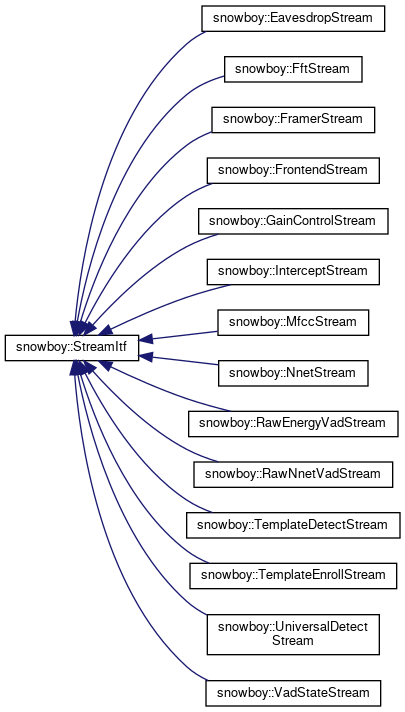 snowboy::EavesdropStream
snowboy::FftStream
snowboy::FramerStream
snowboy::FrontendStream
snowboy::GainControlStream
snowboy::InterceptStream
snowboy::MfccStream
snowboy::StreamItf
snowboy::NnetStream
snowboy::RawEnergyVadStream
snowboy::RawNnetVadStream
snowboy::TemplateDetectStream
snowboy::TemplateEnrollStream
snowboy::UniversalDetect
Stream
snowboy::VadStateStream